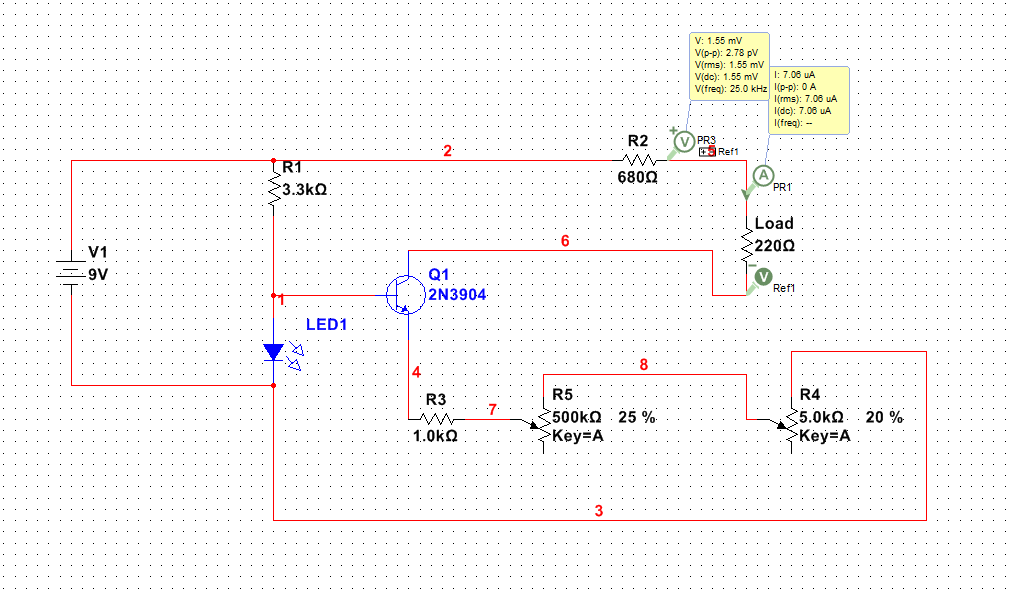 V: 1.55 mV
V(p-p): 2.78 pV
V(rms): 1.55 mV
V(dc): 1.55 mV
V(freq): 25.0 kHz
I: 7.06 uA
I(p-p): 0 A
I(rms): 7.06 uA
I(dc): 7.06 uA
I(freq): --
2
R2
680Ω
V
PR3
Ref1
A
PR1
R1
3.3kΩ
Load
220Ω
V1
9V
6
Q1
2N3904
V
Ref1
1
LED1
4
8
R3
1.0kΩ
7
R5
500kΩ 25 %
Key=A
R4
5.0kΩ 20 %
Key=A
3